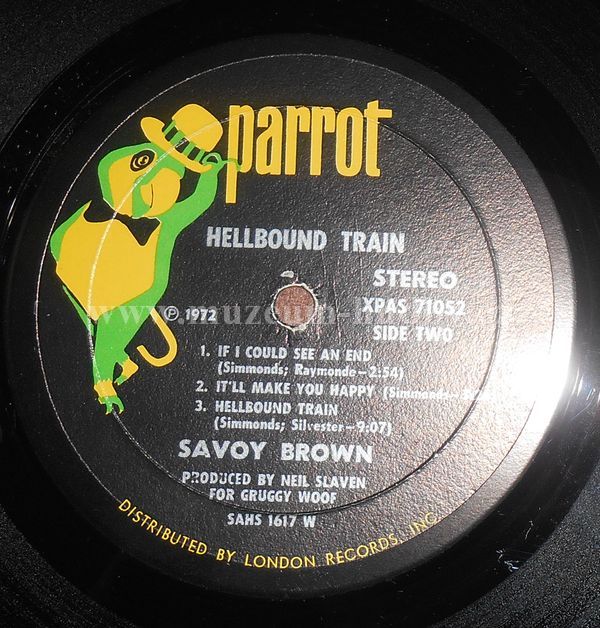 parrot
HELLBOUND TRAIN
STEREO
XPAS 71052
SIDE TWO
℗ 1972
1. IF I COULD SEE AN END
(Simmonds; Raymonde–2:54)
2. IT'LL MAKE YOU HAPPY (Simmonds
3. HELLBOUND TRAIN
(Simmonds; Silvester–9:07)
SAVOY BROWN
PRODUCED BY NEIL SLAVEN
FOR GRUGGY WOOF
SAHS 1617 W
DISTRIBUTED BY LONDON RECORDS, INC.